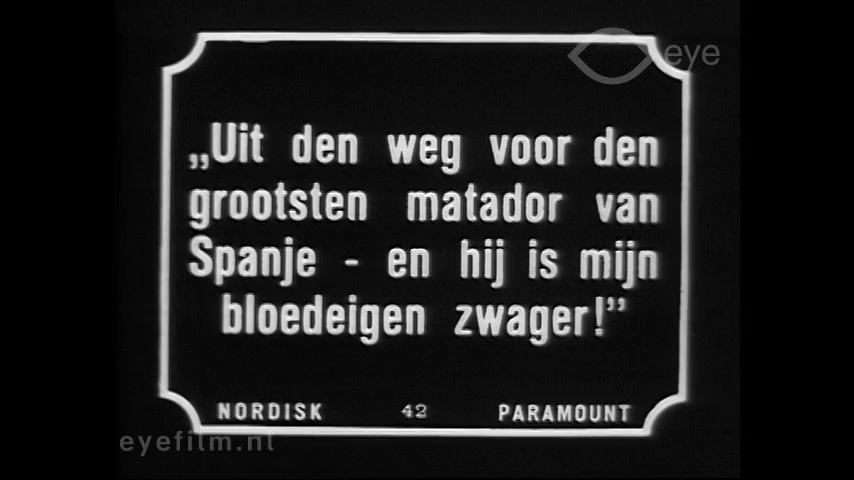 eye
„Uit den weg voor den
grootsten matador van
Spanje - en hij is mijn
bloedeigen zwager!”
NORDISK 42 PARAMOUNT
eyefilm.nl